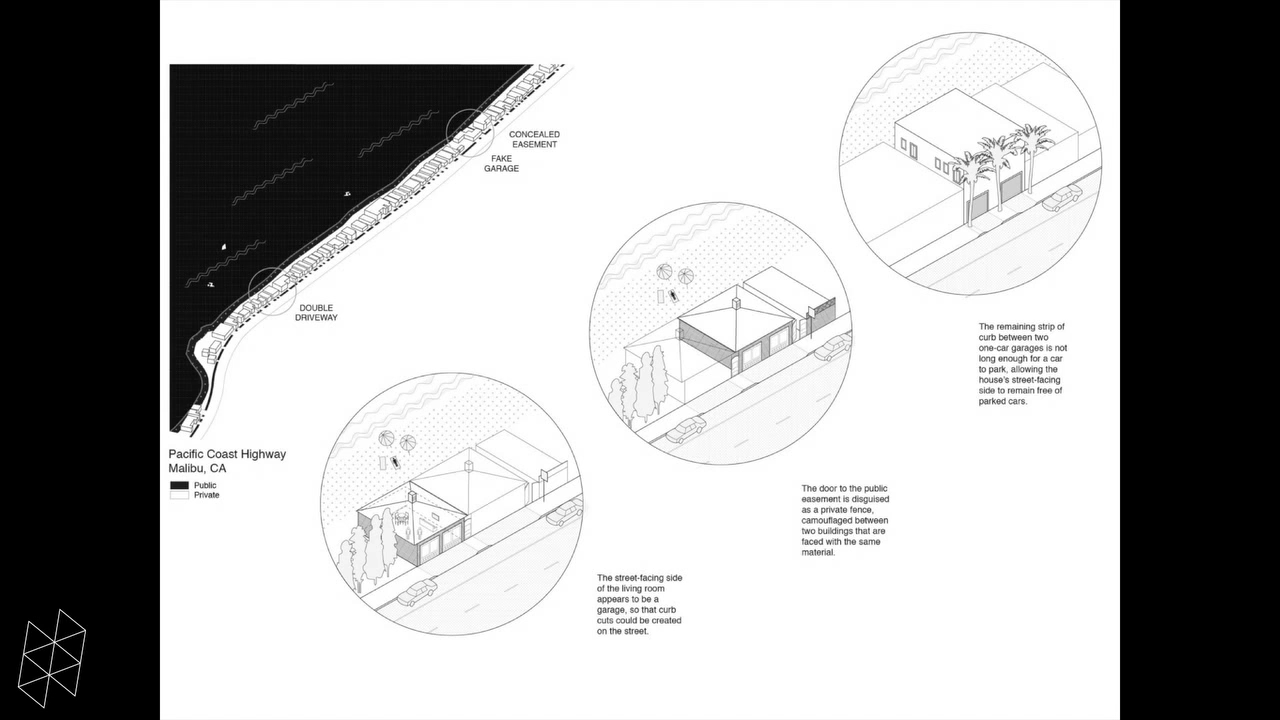 CONCEALED
EASEMENT
FAKE
GARAGE
DOUBLE
DRIVEWAY
Pacific Coast Highway
Malibu, CA
Public
Private
The street-facing side
of the living room
appears to be a
garage, so that curb
cuts could be created
on the street.
The door to the public
easement is disguised
as a private fence,
camouflaged between
two buildings that are
faced with the same
material.
The remaining strip of
curb between two
one-car garages is not
long enough for a car
to park, allowing the
house's street-facing
side to remain free of
parked cars.